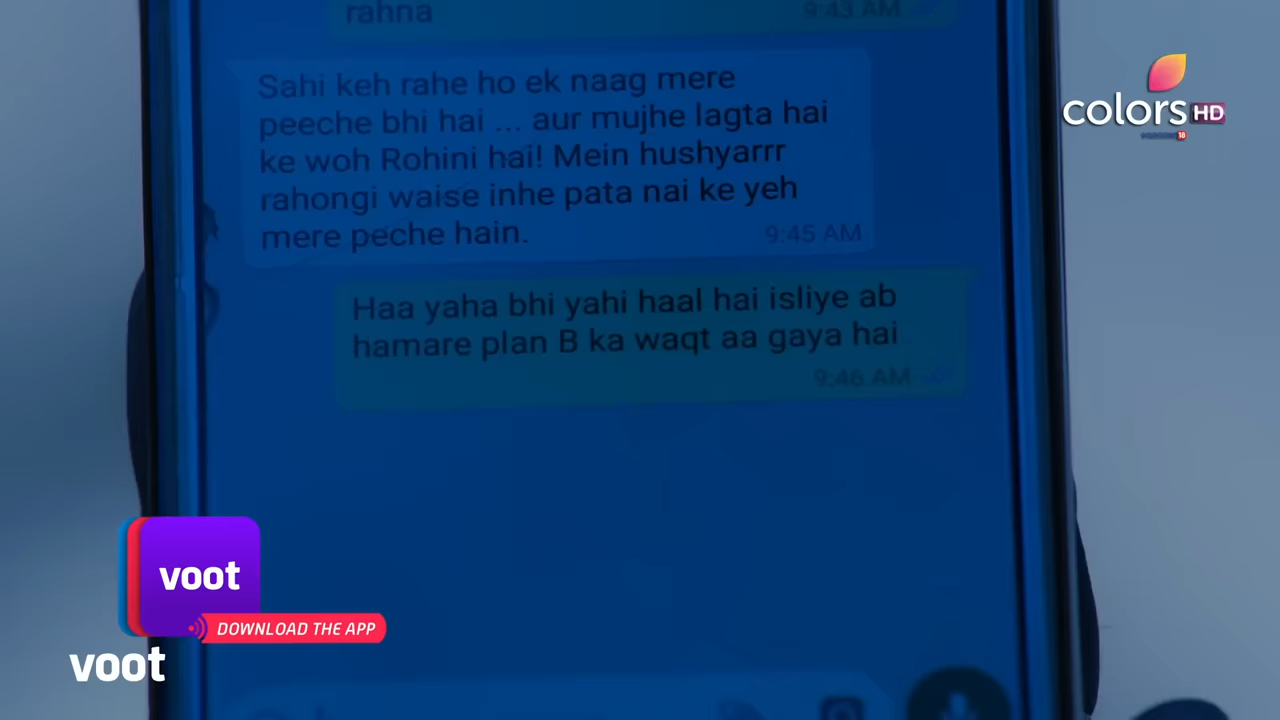 rahna
9:43 AM
colors HD
Sahi keh rahe ho ek naag mere
peeche bhi hai ... aur mujhe lagta hai
ke woh Rohini hai! Mein hushyarrr
rahongi waise inhe pata nai ke yeh
mere peche hain.
9:45 AM
Haa yaha bhi yahi haal hai isliye ab
hamare plan B ka waqt aa gaya hai
9:46 AM
voot
DOWNLOAD THE APP
voot